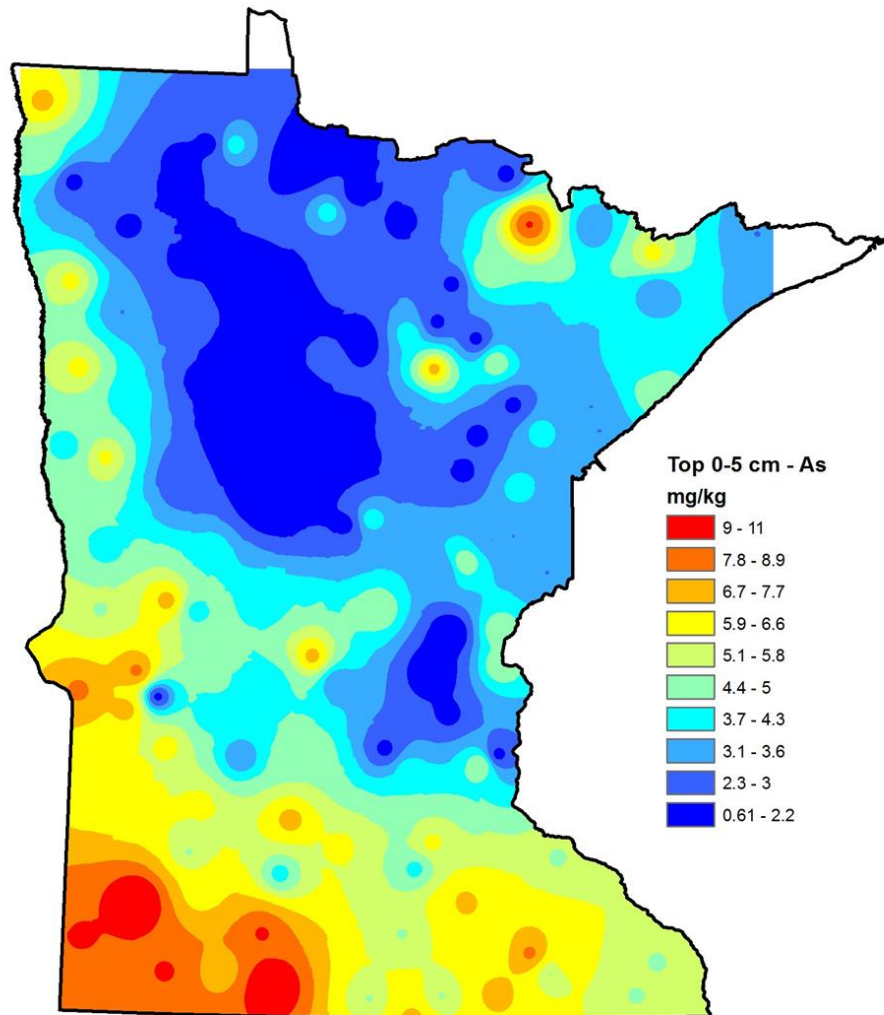 Top 0-5 cm - As
mg/kg
9 - 11
7.8 - 8.9
6.7 - 7.7
5.9 - 6.6
5.1 - 5.8
4.4 - 5
3.7 - 4.3
3.1 - 3.6
2.3 - 3
0.61 - 2.2